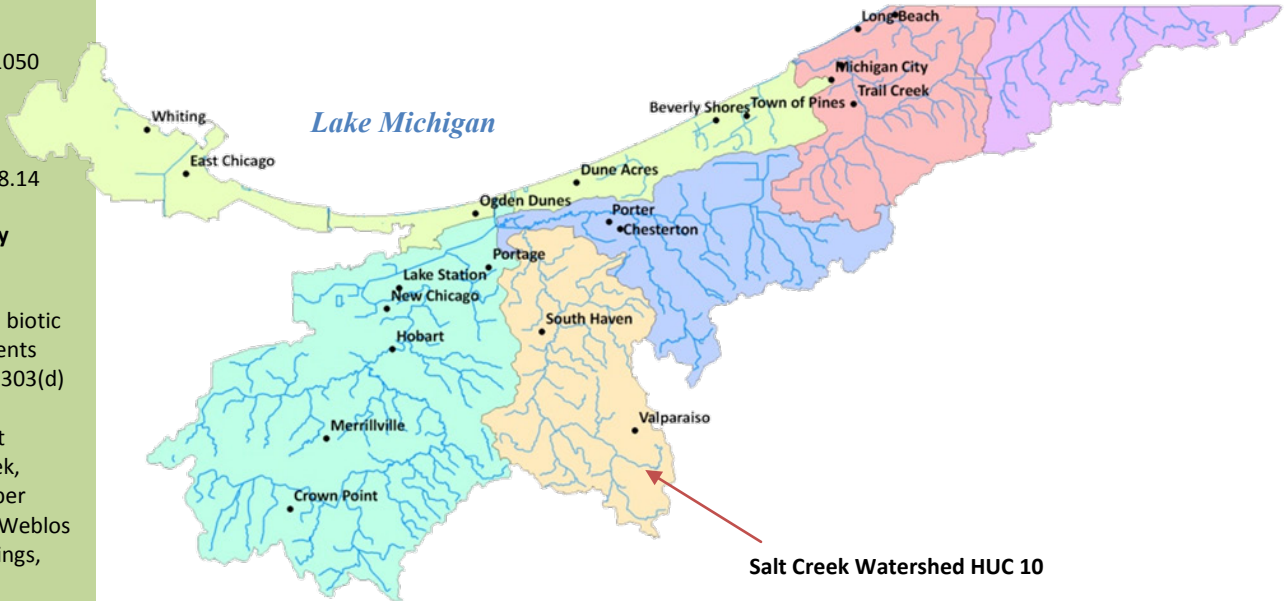 .050
8.14
y
biotic
ents
303(d)
t
ek,
per
Weblos
ings,
Long Beach
Michigan City
Trail Creek
Beverly Shores
Town of Pines
Whiting
Lake Michigan
East Chicago
Dune Acres
Ogden Dunes
Porter
Chesterton
Portage
Lake Station
New Chicago
South Haven
Hobart
Valparaiso
Merrillville
Crown Point
Salt Creek Watershed HUC 10